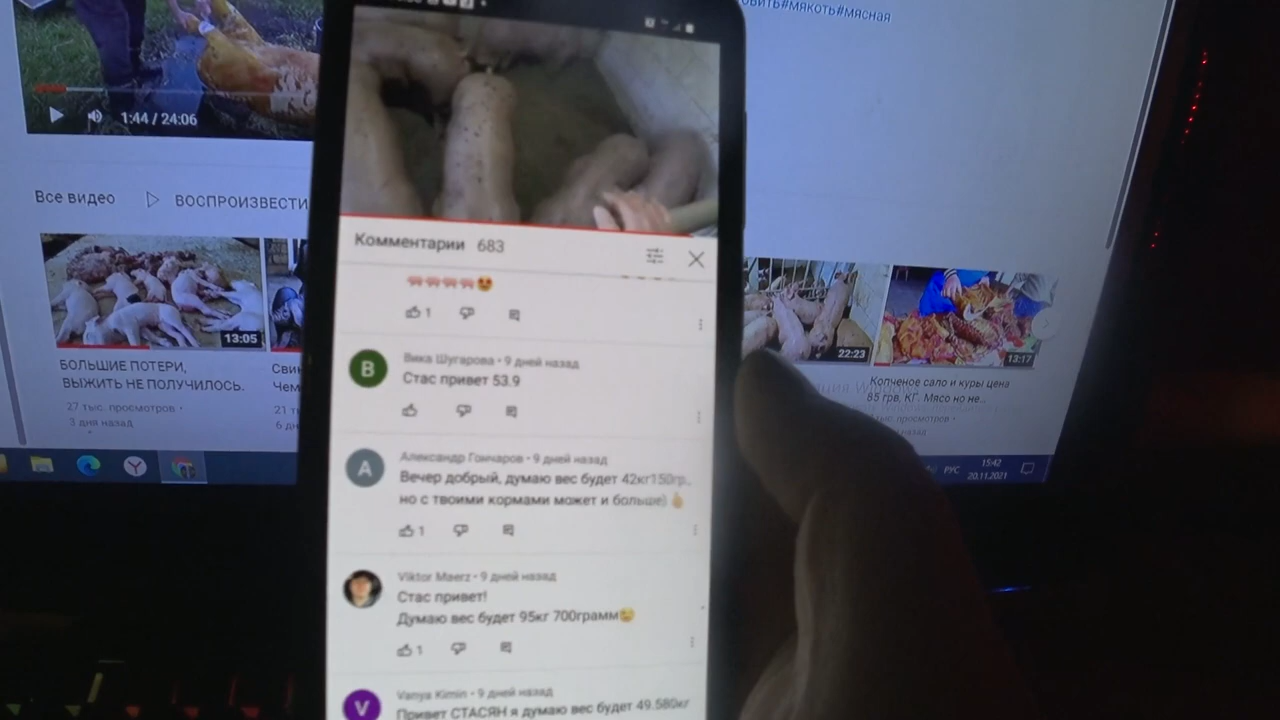 овить#мякоть#мясная
1:44 / 24:06
Все видео
ВОСПРОИЗВЕСТИ
13:05
БОЛЬШИЕ ПОТЕРИ,
ВЫЖИТЬ НЕ ПОЛУЧИЛОСЬ.
27 тыс. просмотров •
3 дня назад
Комментарии 683
1
Вика Шугарова • 9 дней назад
Стас привет 53.9
Александр Гончаров • 9 дней назад
Вечер добрый, думаю вес будет 42кг150гр.,
но с твоими кормами может и больше)
1
Viktor Maerz • 9 дней назад
Стас привет!
Думаю вес будет 95кг 700грамм
1
Vanya Kimin • 9 дней назад
Привет СТАСЯН я думаю вес будет 49.580кг
22:23
13:17
Копченое сало и куры цена
85 грв, КГ. Мясо но не...
РУС
15:42
20.11.2021